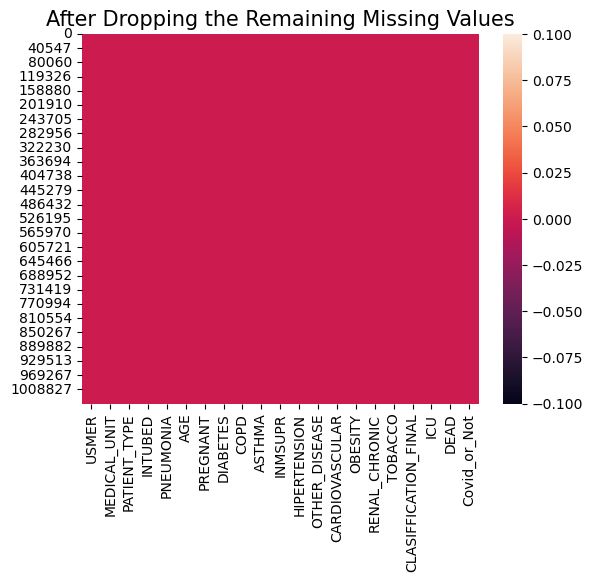 After Dropping the Remaining Missing Values
0
40547
80060
119326
158880
201910
243705
282956
322230
363694
404738
445279
486432
526195
565970
605721
645466
688952
731419
770994
810554
850267
889882
929513
969267
1008827
0.100
0.075
0.050
0.025
0.000
−0.025
−0.050
−0.075
−0.100
USMER
MEDICAL_UNIT
PATIENT_TYPE
INTUBED
PNEUMONIA
AGE
PREGNANT
DIABETES
COPD
ASTHMA
INMSUPR
HIPERTENSION
OTHER_DISEASE
CARDIOVASCULAR
OBESITY
RENAL_CHRONIC
TOBACCO
CLASIFFICATION_FINAL
ICU
DEAD
Covid_or_Not